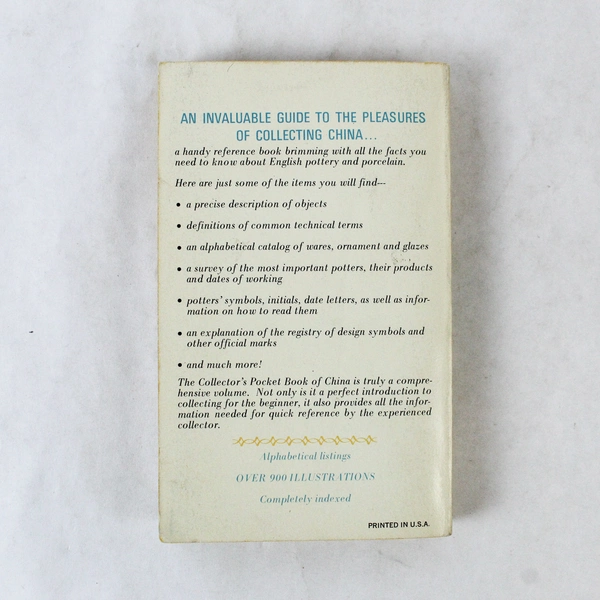 AN INVALUABLE GUIDE TO THE PLEASURES
OF COLLECTING CHINA...
a handy reference book brimming with all the facts you
need to know about English pottery and porcelain.
Here are just some of the items you will find--
• a precise description of objects
• definitions of common technical terms
• an alphabetical catalog of wares, ornament and glazes
• a survey of the most important potters, their products
and dates of working
• potters' symbols, initials, date letters, as well as infor-
mation on how to read them
• an explanation of the registry of design symbols and
other official marks
• and much more!
The Collector's Pocket Book of China is truly a compre-
hensive volume. Not only is it a perfect introduction to
collecting for the beginner, it also provides all the infor-
mation needed for quick reference by the experienced
collector.
Alphabetical listings
OVER 900 ILLUSTRATIONS
Completely indexed
PRINTED IN U.S.A.